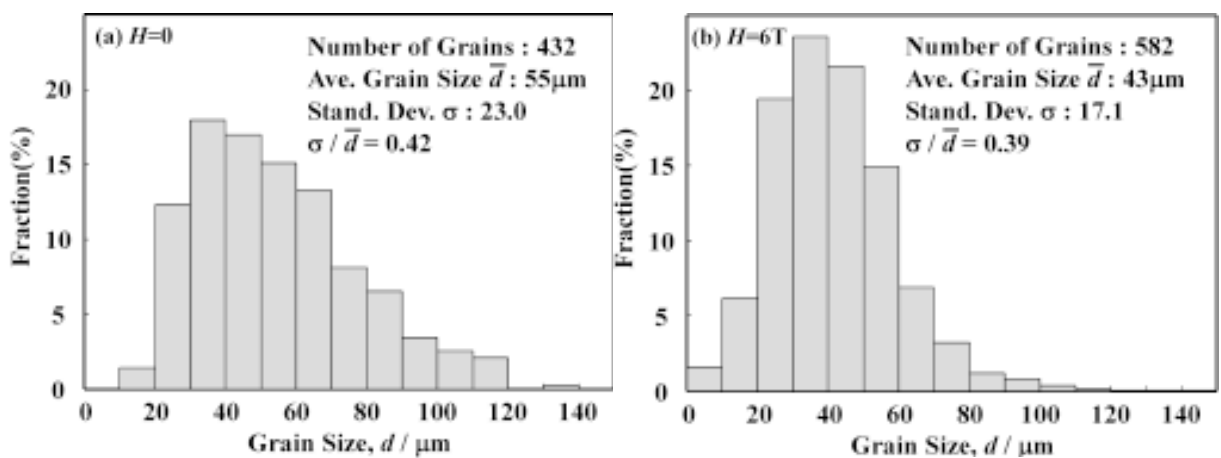 (a) H=0
Number of Grains : 432
Ave. Grain Size d̅ : 55μm
Stand. Dev. σ : 23.0
σ / d̅ = 0.42
Fraction(%)
20
15
10
5
0
0 20 40 60 80 100 120 140
Grain Size, d / μm
(b) H=6T
Number of Grains : 582
Ave. Grain Size d̅ : 43μm
Stand. Dev. σ : 17.1
σ / d̅ = 0.39
Fraction(%)
20
15
10
5
0
0 20 40 60 80 100 120 140
Grain Size, d / μm